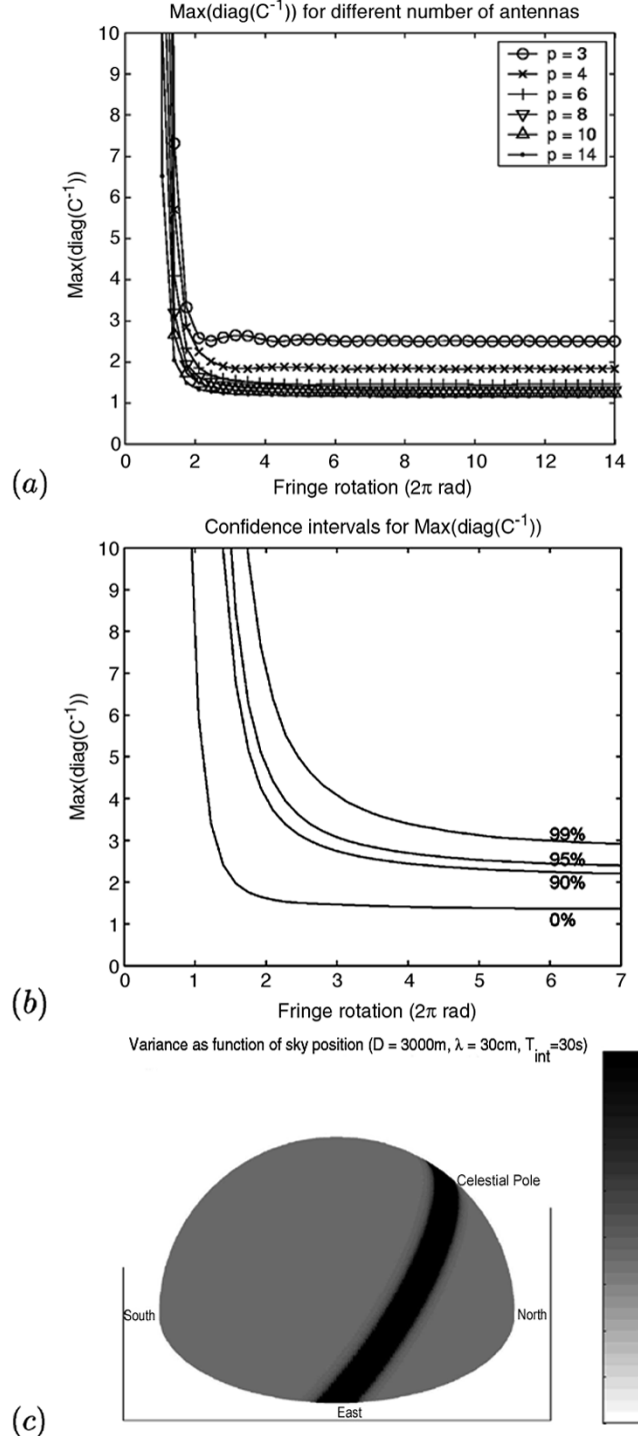 Max(diag(C⁻¹)) for different number of antennas
10
9
8
7
6
5
4
3
2
1
0
Max(diag(C⁻¹))
p = 3
p = 4
p = 6
p = 8
p = 10
p = 14
0 2 4 6 8 10 12 14
Fringe rotation (2π rad)
(a)
Confidence intervals for Max(diag(C⁻¹))
10
9
8
7
6
5
4
3
2
1
0
Max(diag(C⁻¹))
99%
95%
90%
0%
0 1 2 3 4 5 6 7
Fringe rotation (2π rad)
(b)
Variance as function of sky position (D = 3000m, λ = 30cm, T_int=30s)
Celestial Pole
South
North
East
(c)